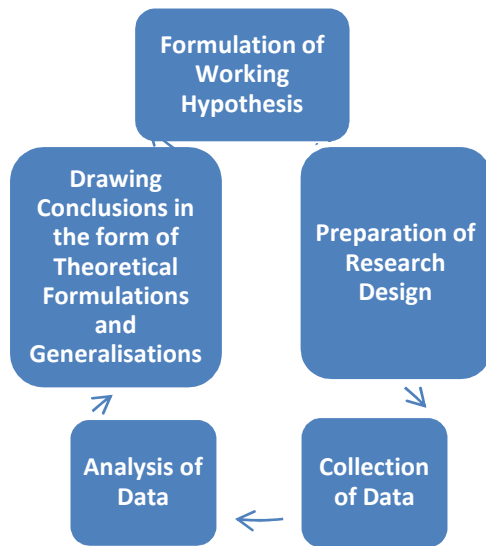 Formulation of
Working
Hypothesis
Preparation of
Research
Design
Collection
of Data
Analysis of
Data
Drawing
Conclusions in
the form of
Theoretical
Formulations
and
Generalisations